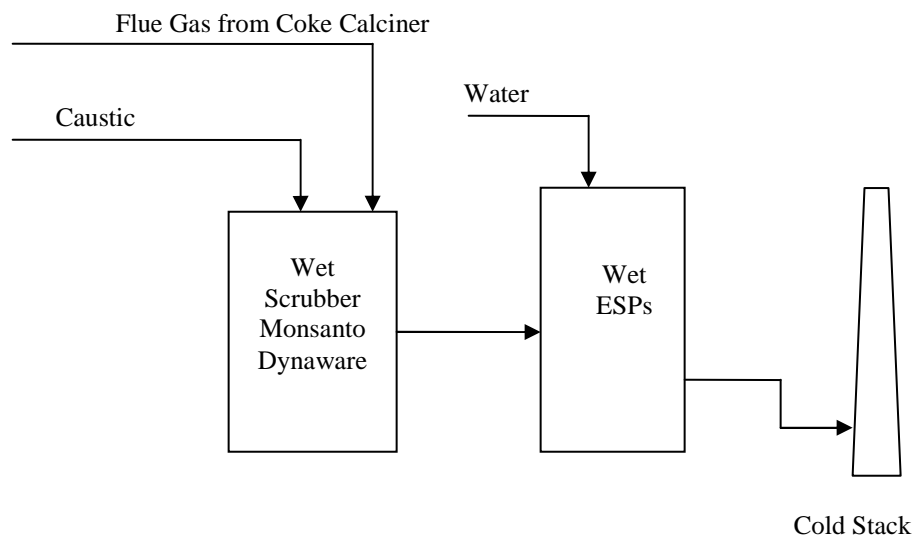 Flue Gas from Coke Calciner
Caustic
Water
Wet
Scrubber
Monsanto
Dynaware
Wet
ESPs
Cold Stack